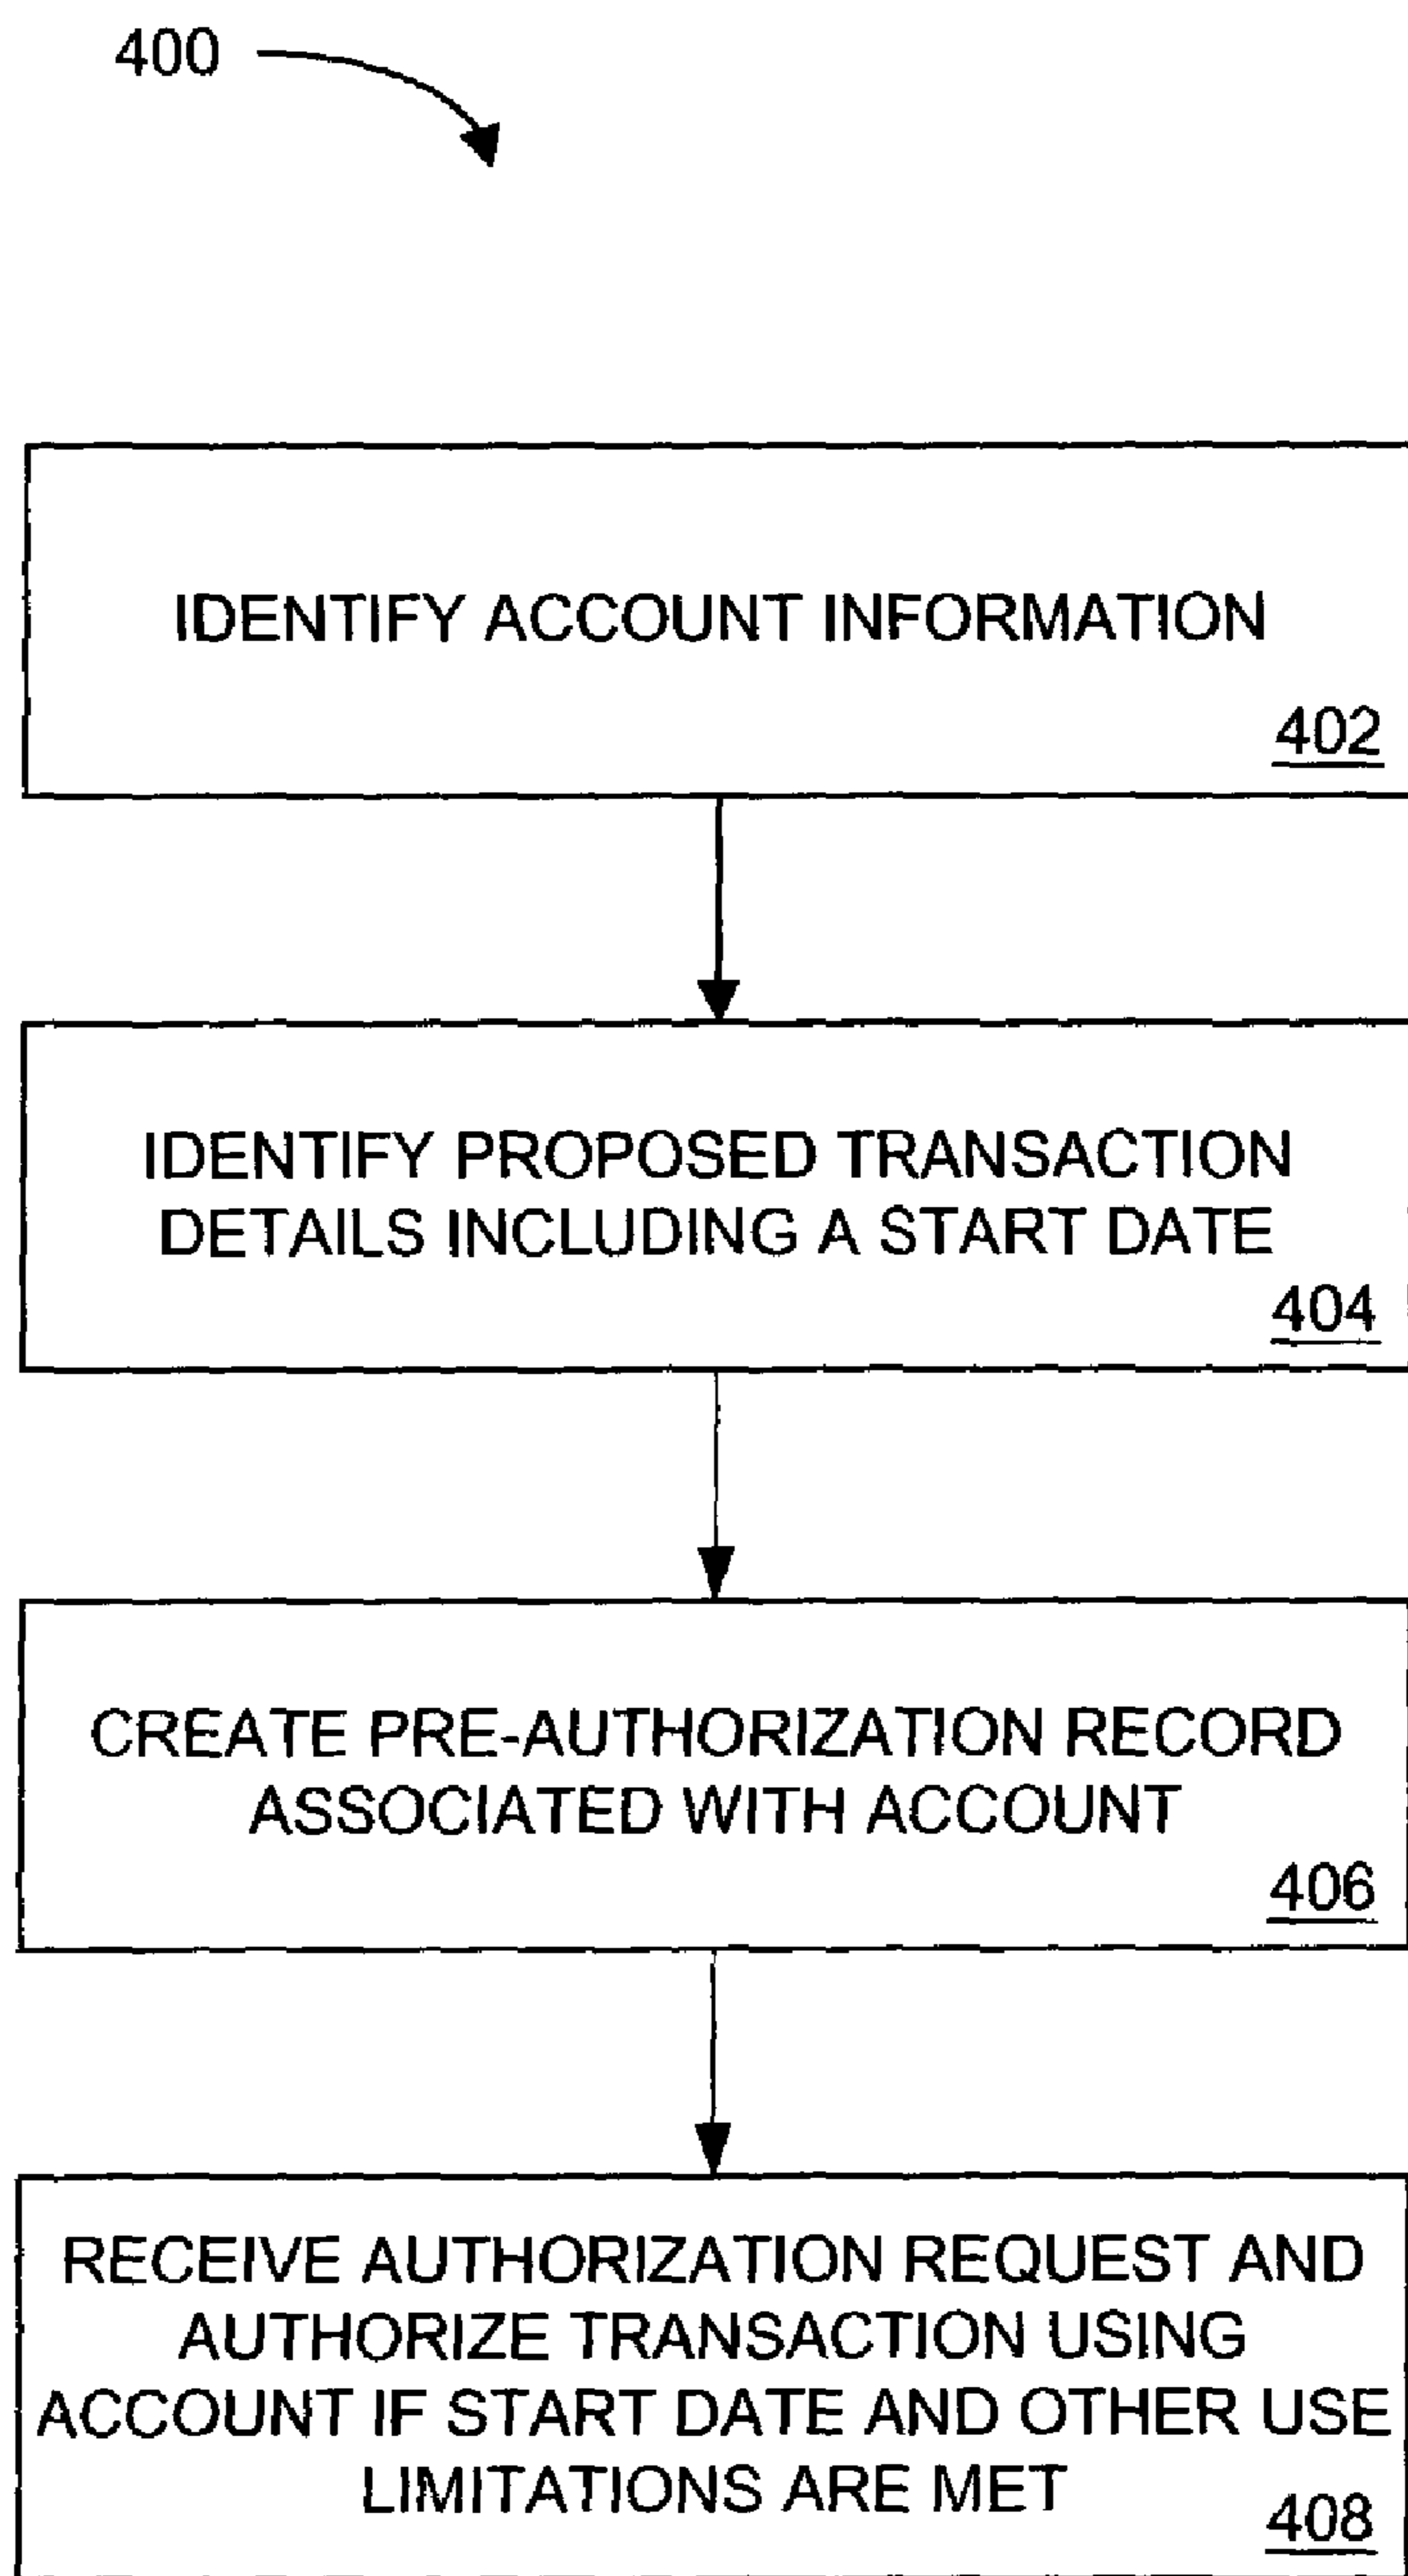 400
IDENTIFY ACCOUNT INFORMATION
402
IDENTIFY PROPOSED TRANSACTION
DETAILS INCLUDING A START DATE
404
CREATE PRE-AUTHORIZATION RECORD
ASSOCIATED WITH ACCOUNT
406
RECEIVE AUTHORIZATION REQUEST AND
AUTHORIZE TRANSACTION USING
ACCOUNT IF START DATE AND OTHER USE
LIMITATIONS ARE MET
408